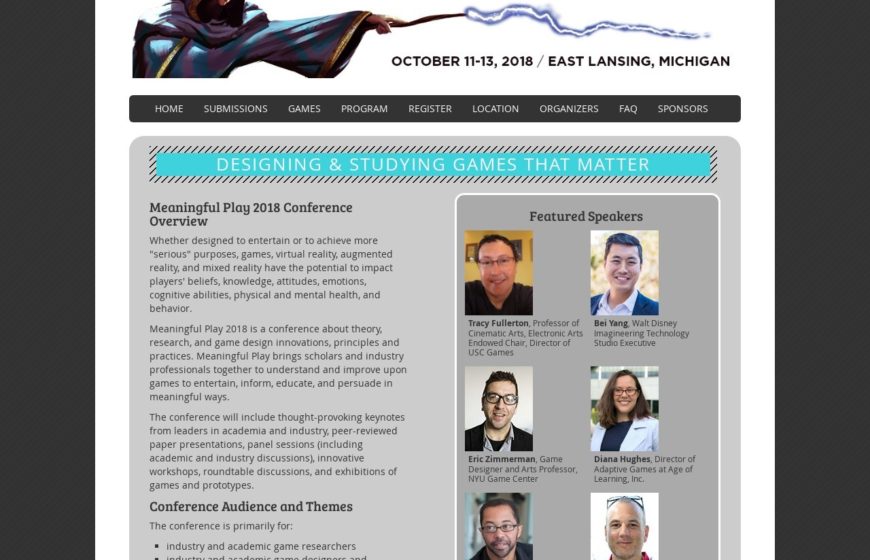 OCTOBER 11-13, 2018 / EAST LANSING, MICHIGAN
HOME SUBMISSIONS GAMES PROGRAM REGISTER LOCATION ORGANIZERS FAQ SPONSORS
DESIGNING & STUDYING GAMES THAT MATTER
Meaningful Play 2018 Conference
Overview
Whether designed to entertain or to achieve more
"serious" purposes, games, virtual reality, augmented
reality, and mixed reality have the potential to impact
players' beliefs, knowledge, attitudes, emotions,
cognitive abilities, physical and mental health, and
behavior.
Meaningful Play 2018 is a conference about theory,
research, and game design innovations, principles and
practices. Meaningful Play brings scholars and industry
professionals together to understand and improve upon
games to entertain, inform, educate, and persuade in
meaningful ways.
The conference will include thought-provoking keynotes
from leaders in academia and industry, peer-reviewed
paper presentations, panel sessions (including
academic and industry discussions), innovative
workshops, roundtable discussions, and exhibitions of
games and prototypes.
Conference Audience and Themes
The conference is primarily for:
industry and academic game researchers
industry and academic game designers and
Featured Speakers
Tracy Fullerton, Professor of
Cinematic Arts, Electronic Arts
Endowed Chair, Director of
USC Games
Bei Yang, Walt Disney
Imagineering Technology
Studio Executive
Eric Zimmerman, Game
Designer and Arts Professor,
NYU Game Center
Diana Hughes, Director of
Adaptive Games at Age of
Learning, Inc.